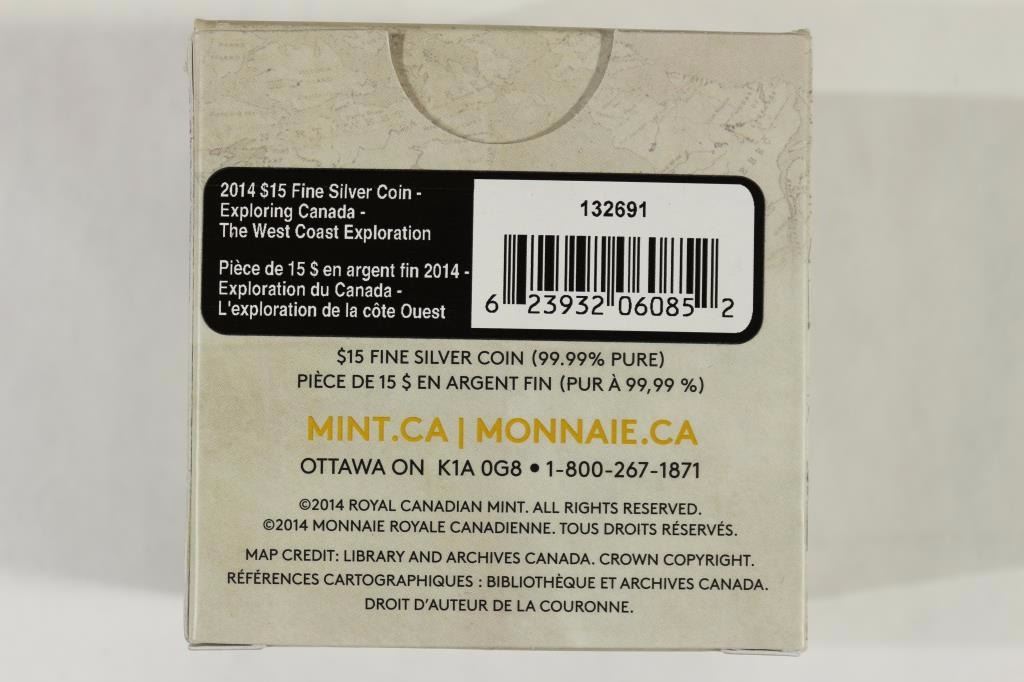 2014 $15 Fine Silver Coin -
Exploring Canada -
The West Coast Exploration
Pièce de 15 $ en argent fin 2014 -
Exploration du Canada -
L'exploration de la côte Ouest
132691
6 23932 06085 2
$15 FINE SILVER COIN (99.99% PURE)
PIÈCE DE 15 $ EN ARGENT FIN (PUR À 99,99 %)
MINT.CA | MONNAIE.CA
OTTAWA ON K1A 0G8 • 1-800-267-1871
©2014 ROYAL CANADIAN MINT. ALL RIGHTS RESERVED.
©2014 MONNAIE ROYALE CANADIENNE. TOUS DROITS RÉSERVÉS.
MAP CREDIT: LIBRARY AND ARCHIVES CANADA. CROWN COPYRIGHT.
RÉFÉRENCES CARTOGRAPHIQUES : BIBLIOTHÈQUE ET ARCHIVES CANADA.
DROIT D'AUTEUR DE LA COURONNE.